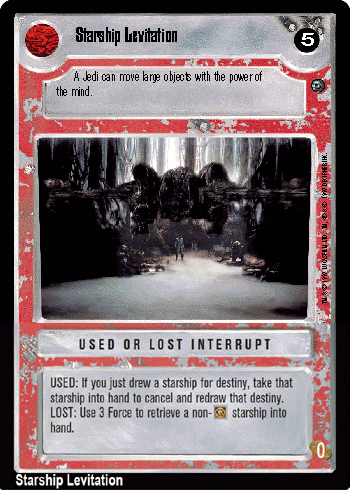 Starship Levitation
5
A Jedi can move large objects with the power of
the mind.
USED OR LOST INTERRUPT
USED: If you just drew a starship for destiny, take that
starship into hand to cancel and redraw that destiny.
LOST: Use 3 Force to retrieve a non- starship into
hand.
0
Starship Levitation